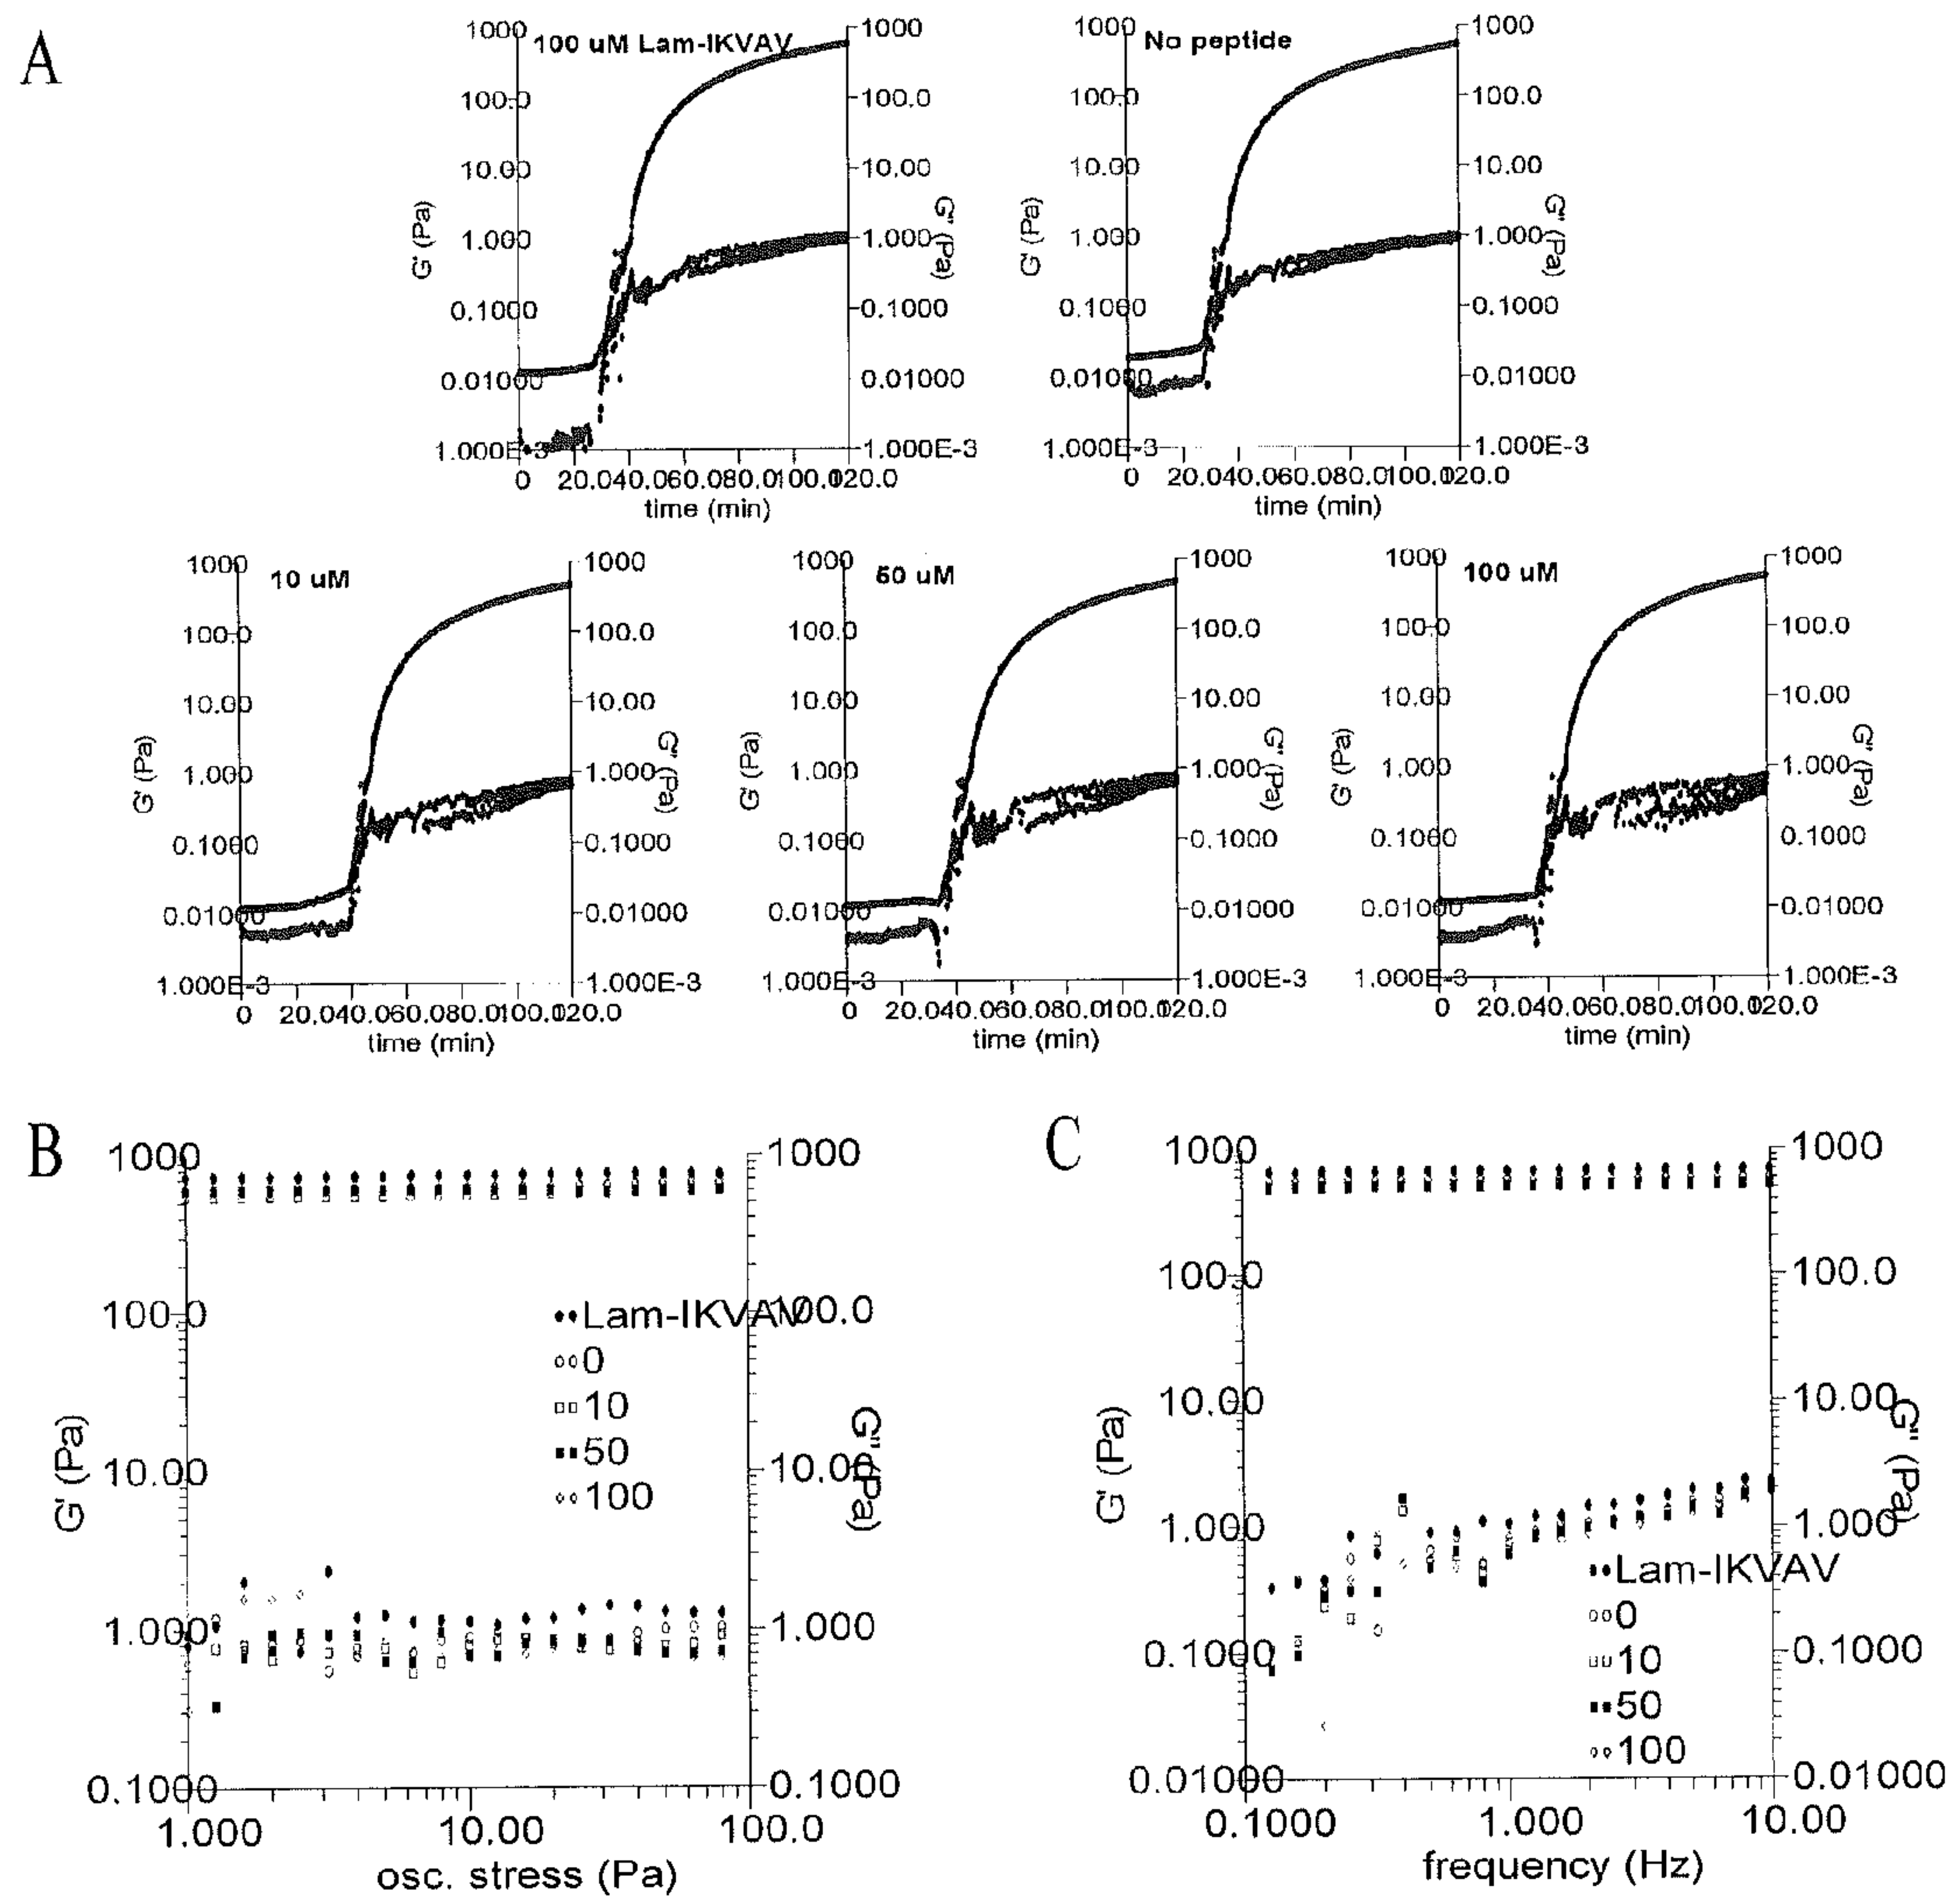 A
100 uM Lam-IKVAV
1000
100.0
10.00
1.000
0.1000
0.01000
1.000E-3
G' (Pa)
1000
100.0
10.00
1.000
0.1000
0.01000
1.000E-3
G'' (Pa)
0 20.0 40.0 60.0 80.0 100.0 120.0
time (min)
No peptide
1000
100.0
10.00
1.000
0.1000
0.01000
1.000E-3
G' (Pa)
1000
100.0
10.00
1.000
0.1000
0.01000
1.000E-3
G'' (Pa)
0 20.0 40.0 60.0 80.0 100.0 120.0
time (min)
10 uM
1000
100.0
10.00
1.000
0.1000
0.01000
1.000E-3
G' (Pa)
1000
100.0
10.00
1.000
0.1000
0.01000
1.000E-3
G'' (Pa)
0 20.0 40.0 60.0 80.0 100.0 120.0
time (min)
50 uM
1000
100.0
10.00
1.000
0.1000
0.01000
1.000E-3
G' (Pa)
1000
100.0
10.00
1.000
0.1000
0.01000
1.000E-3
G'' (Pa)
0 20.0 40.0 60.0 80.0 100.0 120.0
time (min)
100 uM
1000
100.0
10.00
1.000
0.1000
0.01000
1.000E-3
G' (Pa)
1000
100.0
10.00
1.000
0.1000
0.01000
1.000E-3
G'' (Pa)
0 20.0 40.0 60.0 80.0 100.0 120.0
time (min)
B
1000
100.0
10.00
1.000
0.1000
G' (Pa)
Lam-IKVAV
0
10
50
100
1000
100.0
10.00
1.000
0.1000
G'' (Pa)
1.000 10.00 100.0
osc. stress (Pa)
C
1000
100.0
10.00
1.000
0.1000
0.01000
G' (Pa)
Lam-IKVAV
0
10
50
100
1000
100.0
10.00
1.000
0.1000
0.01000
G'' (Pa)
0.1000 1.000 10.00
frequency (Hz)